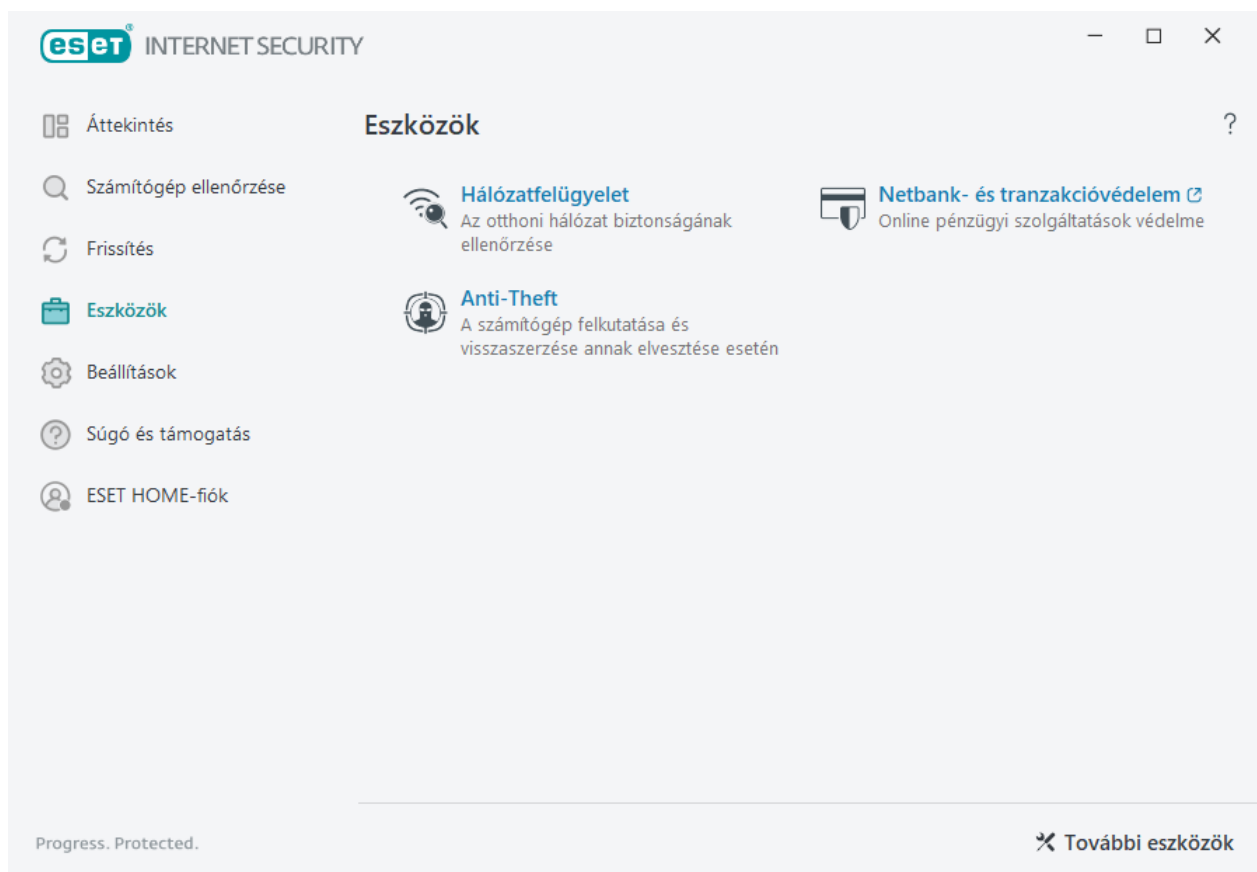 eset® INTERNET SECURITY
Áttekintés
Számítógép ellenőrzése
Frissítés
Eszközök
Beállítások
Súgó és támogatás
ESET HOME-fiók
Eszközök
?
Hálózatfelügyelet
Az otthoni hálózat biztonságának
ellenőrzése
Netbank- és tranzakcióvédelem
Online pénzügyi szolgáltatások védelme
Anti-Theft
A számítógép felkutatása és
visszaszerzése annak elvesztése esetén
Progress. Protected.
További eszközök